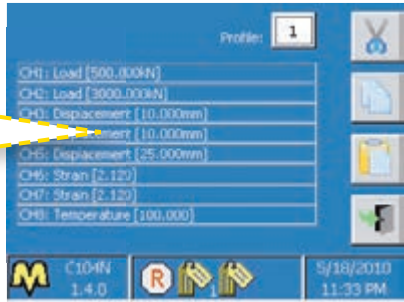 Profile: 1
CH1: Load [500.000kN]
CH2: Load [3000.000kN]
CH3: Displacement [10.000mm]
[10.000mm]
CH5: Displacement [25.000mm]
CH6: Strain [2.120]
CH7: Strain [2.120]
CH8: Temperature [100.000]
C104N
1.4.0
R
1
5/18/2010
11:33 PM